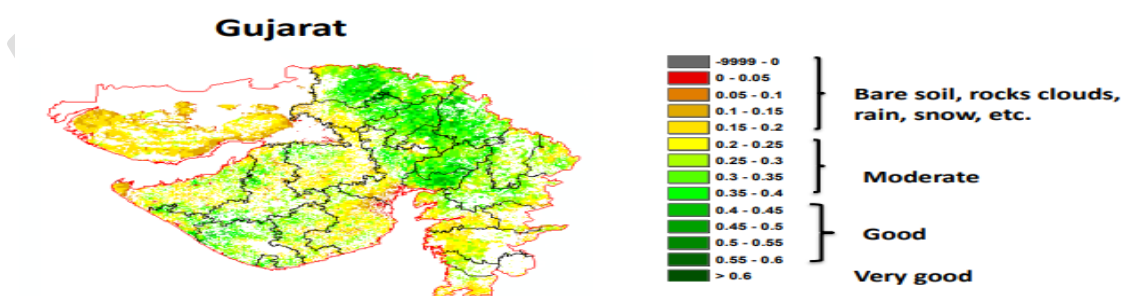 Gujarat
-9999 - 0
0 - 0.05
0.05 - 0.1
0.1 - 0.15
0.15 - 0.2
0.2 - 0.25
0.25 - 0.3
0.3 - 0.35
0.35 - 0.4
0.4 - 0.45
0.45 - 0.5
0.5 - 0.55
0.55 - 0.6
> 0.6
Bare soil, rocks clouds,
rain, snow, etc.
Moderate
Good
Very good